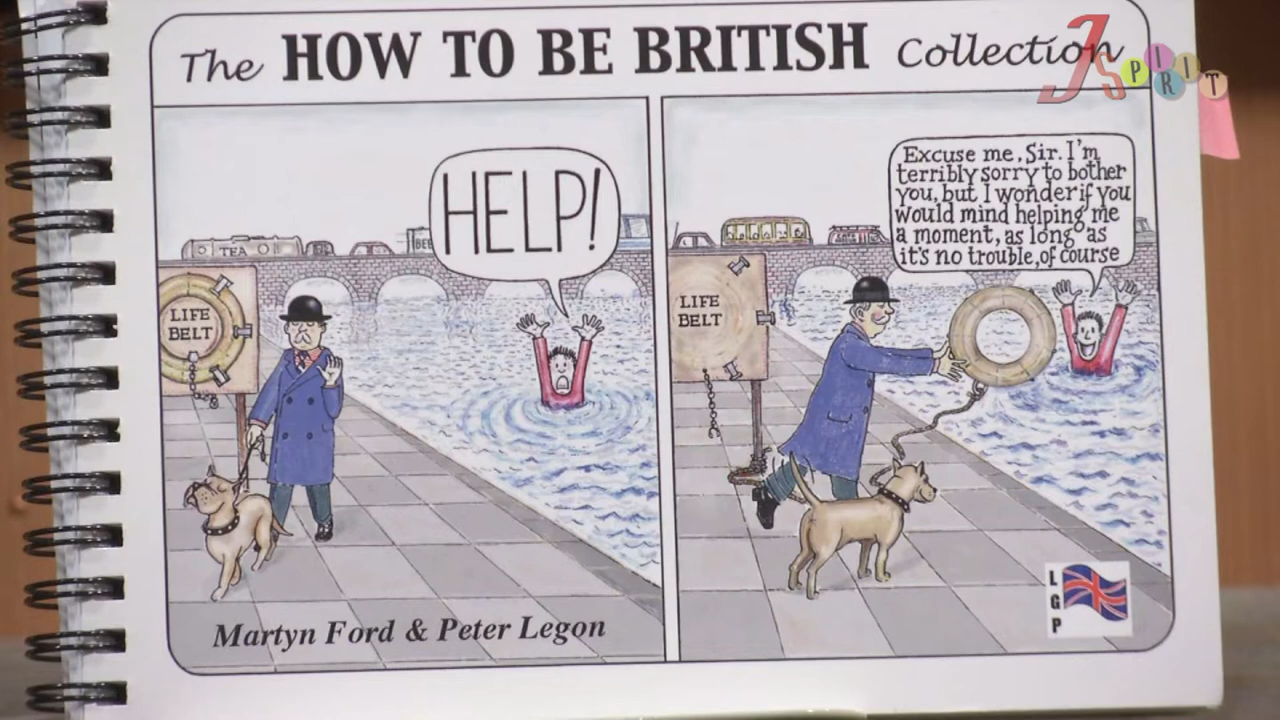 The HOW TO BE BRITISH Collection
J SPIRIT
HELP!
TEA
LIFE
BELT
Martyn Ford & Peter Legon
Excuse me, Sir. I'm
terribly sorry to bother
you, but I wonder if you
would mind helping me
a moment, as long as
it's no trouble, of course
LIFE
BELT
LGP